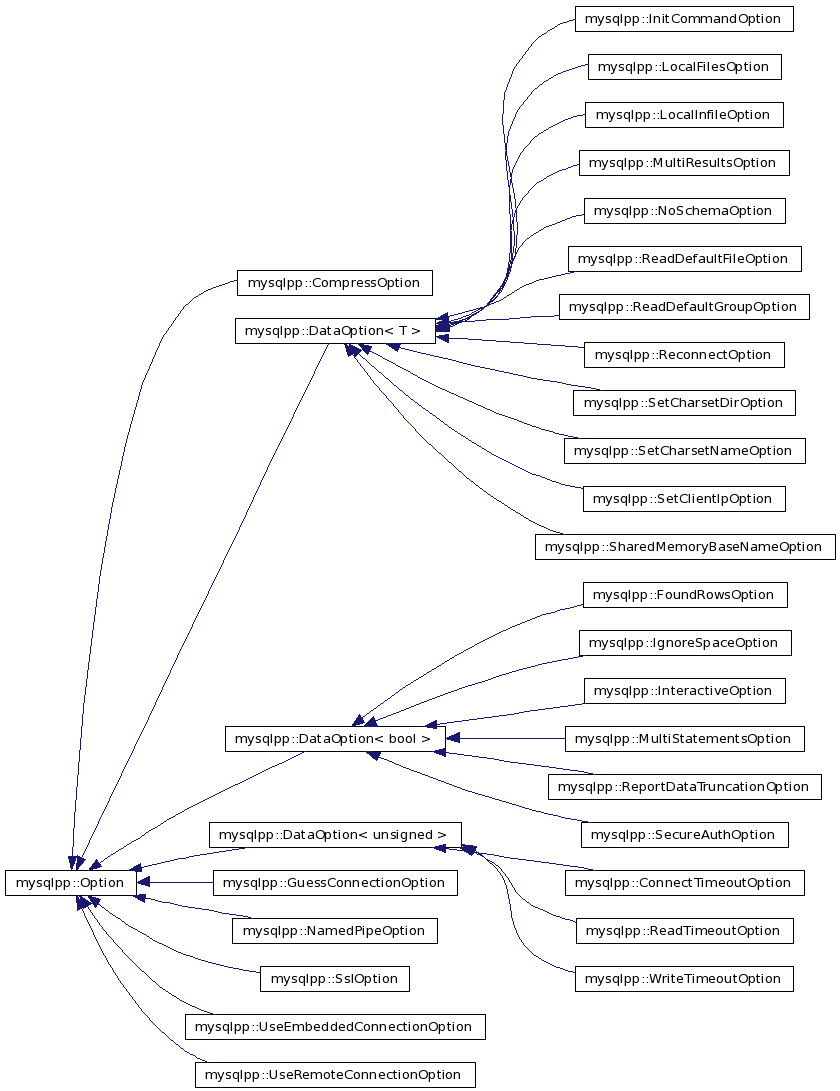 mysqlpp::InitCommandOption
mysqlpp::LocalFilesOption
mysqlpp::LocalInfileOption
mysqlpp::MultiResultsOption
mysqlpp::NoSchemaOption
mysqlpp::ReadDefaultFileOption
mysqlpp::CompressOption
mysqlpp::ReadDefaultGroupOption
mysqlpp::DataOption< T >
mysqlpp::ReconnectOption
mysqlpp::SetCharsetDirOption
mysqlpp::SetCharsetNameOption
mysqlpp::SetClientIpOption
mysqlpp::SharedMemoryBaseNameOption
mysqlpp::FoundRowsOption
mysqlpp::IgnoreSpaceOption
mysqlpp::InteractiveOption
mysqlpp::DataOption< bool >
mysqlpp::MultiStatementsOption
mysqlpp::ReportDataTruncationOption
mysqlpp::DataOption< unsigned >
mysqlpp::SecureAuthOption
mysqlpp::Option
mysqlpp::GuessConnectionOption
mysqlpp::ConnectTimeoutOption
mysqlpp::NamedPipeOption
mysqlpp::ReadTimeoutOption
mysqlpp::SslOption
mysqlpp::WriteTimeoutOption
mysqlpp::UseEmbeddedConnectionOption
mysqlpp::UseRemoteConnectionOption